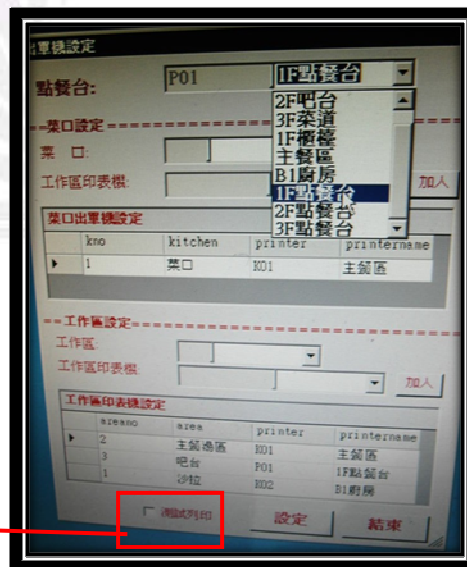 出單機設定
點餐台: P01 1F點餐台
2F吧台
3F菜道
1F櫃檯
主餐區
B1廚房
1F點餐台
2F點餐台
3F點餐台
菜口設定
菜 口:
工作區印表機: 加入
菜口出單機設定
kno kitchen printer printername
1 菜口 K01 主餐區
工作區設定
工作區:
工作區印表機: 加入
工作區印表機設定
areano area printer printername
2 主餐湯區 K01 主餐區
3 吧台 P01 1F點餐台
1 沙拉 K02 B1廚房
測試列印 設定 結束